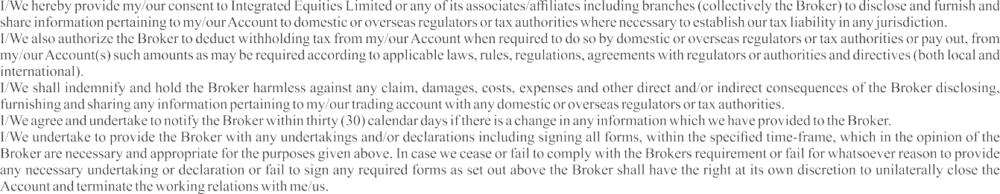 I/We hereby provide my/our consent to Integrated Equities Limited or any of its associates/affiliates including branches (collectively the Broker) to disclose and furnish and
share information pertaining to my/our Account to domestic or overseas regulators or tax authorities where necessary to establish our tax liability in any jurisdiction.
I/We also authorize the Broker to deduct withholding tax from my/our Account when required to do so by domestic or overseas regulators or tax authorities or pay out, from
my/our Account(s) such amounts as may be required according to applicable laws, rules, regulations, agreements with regulators or authorities and directives (both local and
international).
I/We shall indemnify and hold the Broker harmless against any claim, damages, costs, expenses and other direct and/or indirect consequences of the Broker disclosing,
furnishing and sharing any information pertaining to my/our trading account with any domestic or overseas regulators or tax authorities.
I/We agree and undertake to notify the Broker within thirty (30) calendar days if there is a change in any information which we have provided to the Broker.
I/We undertake to provide the Broker with any undertakings and/or declarations including signing all forms, within the specified time-frame, which in the opinion of the
Broker are necessary and appropriate for the purposes given above. In case we cease or fail to comply with the Brokers requirement or fail for whatsoever reason to provide
any necessary undertaking or declaration or fail to sign any required forms as set out above the Broker shall have the right at its own discretion to unilaterally close the
Account and terminate the working relations with me/us.